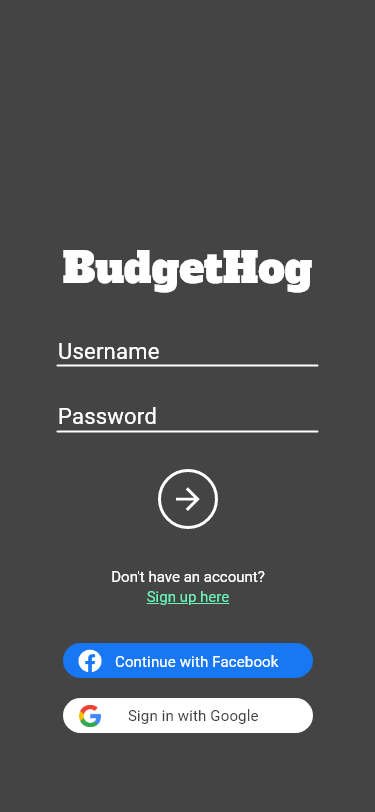 BudgetHog
Username
Password
Don't have an account?
Sign up here
Continue with Facebook
Sign in with Google